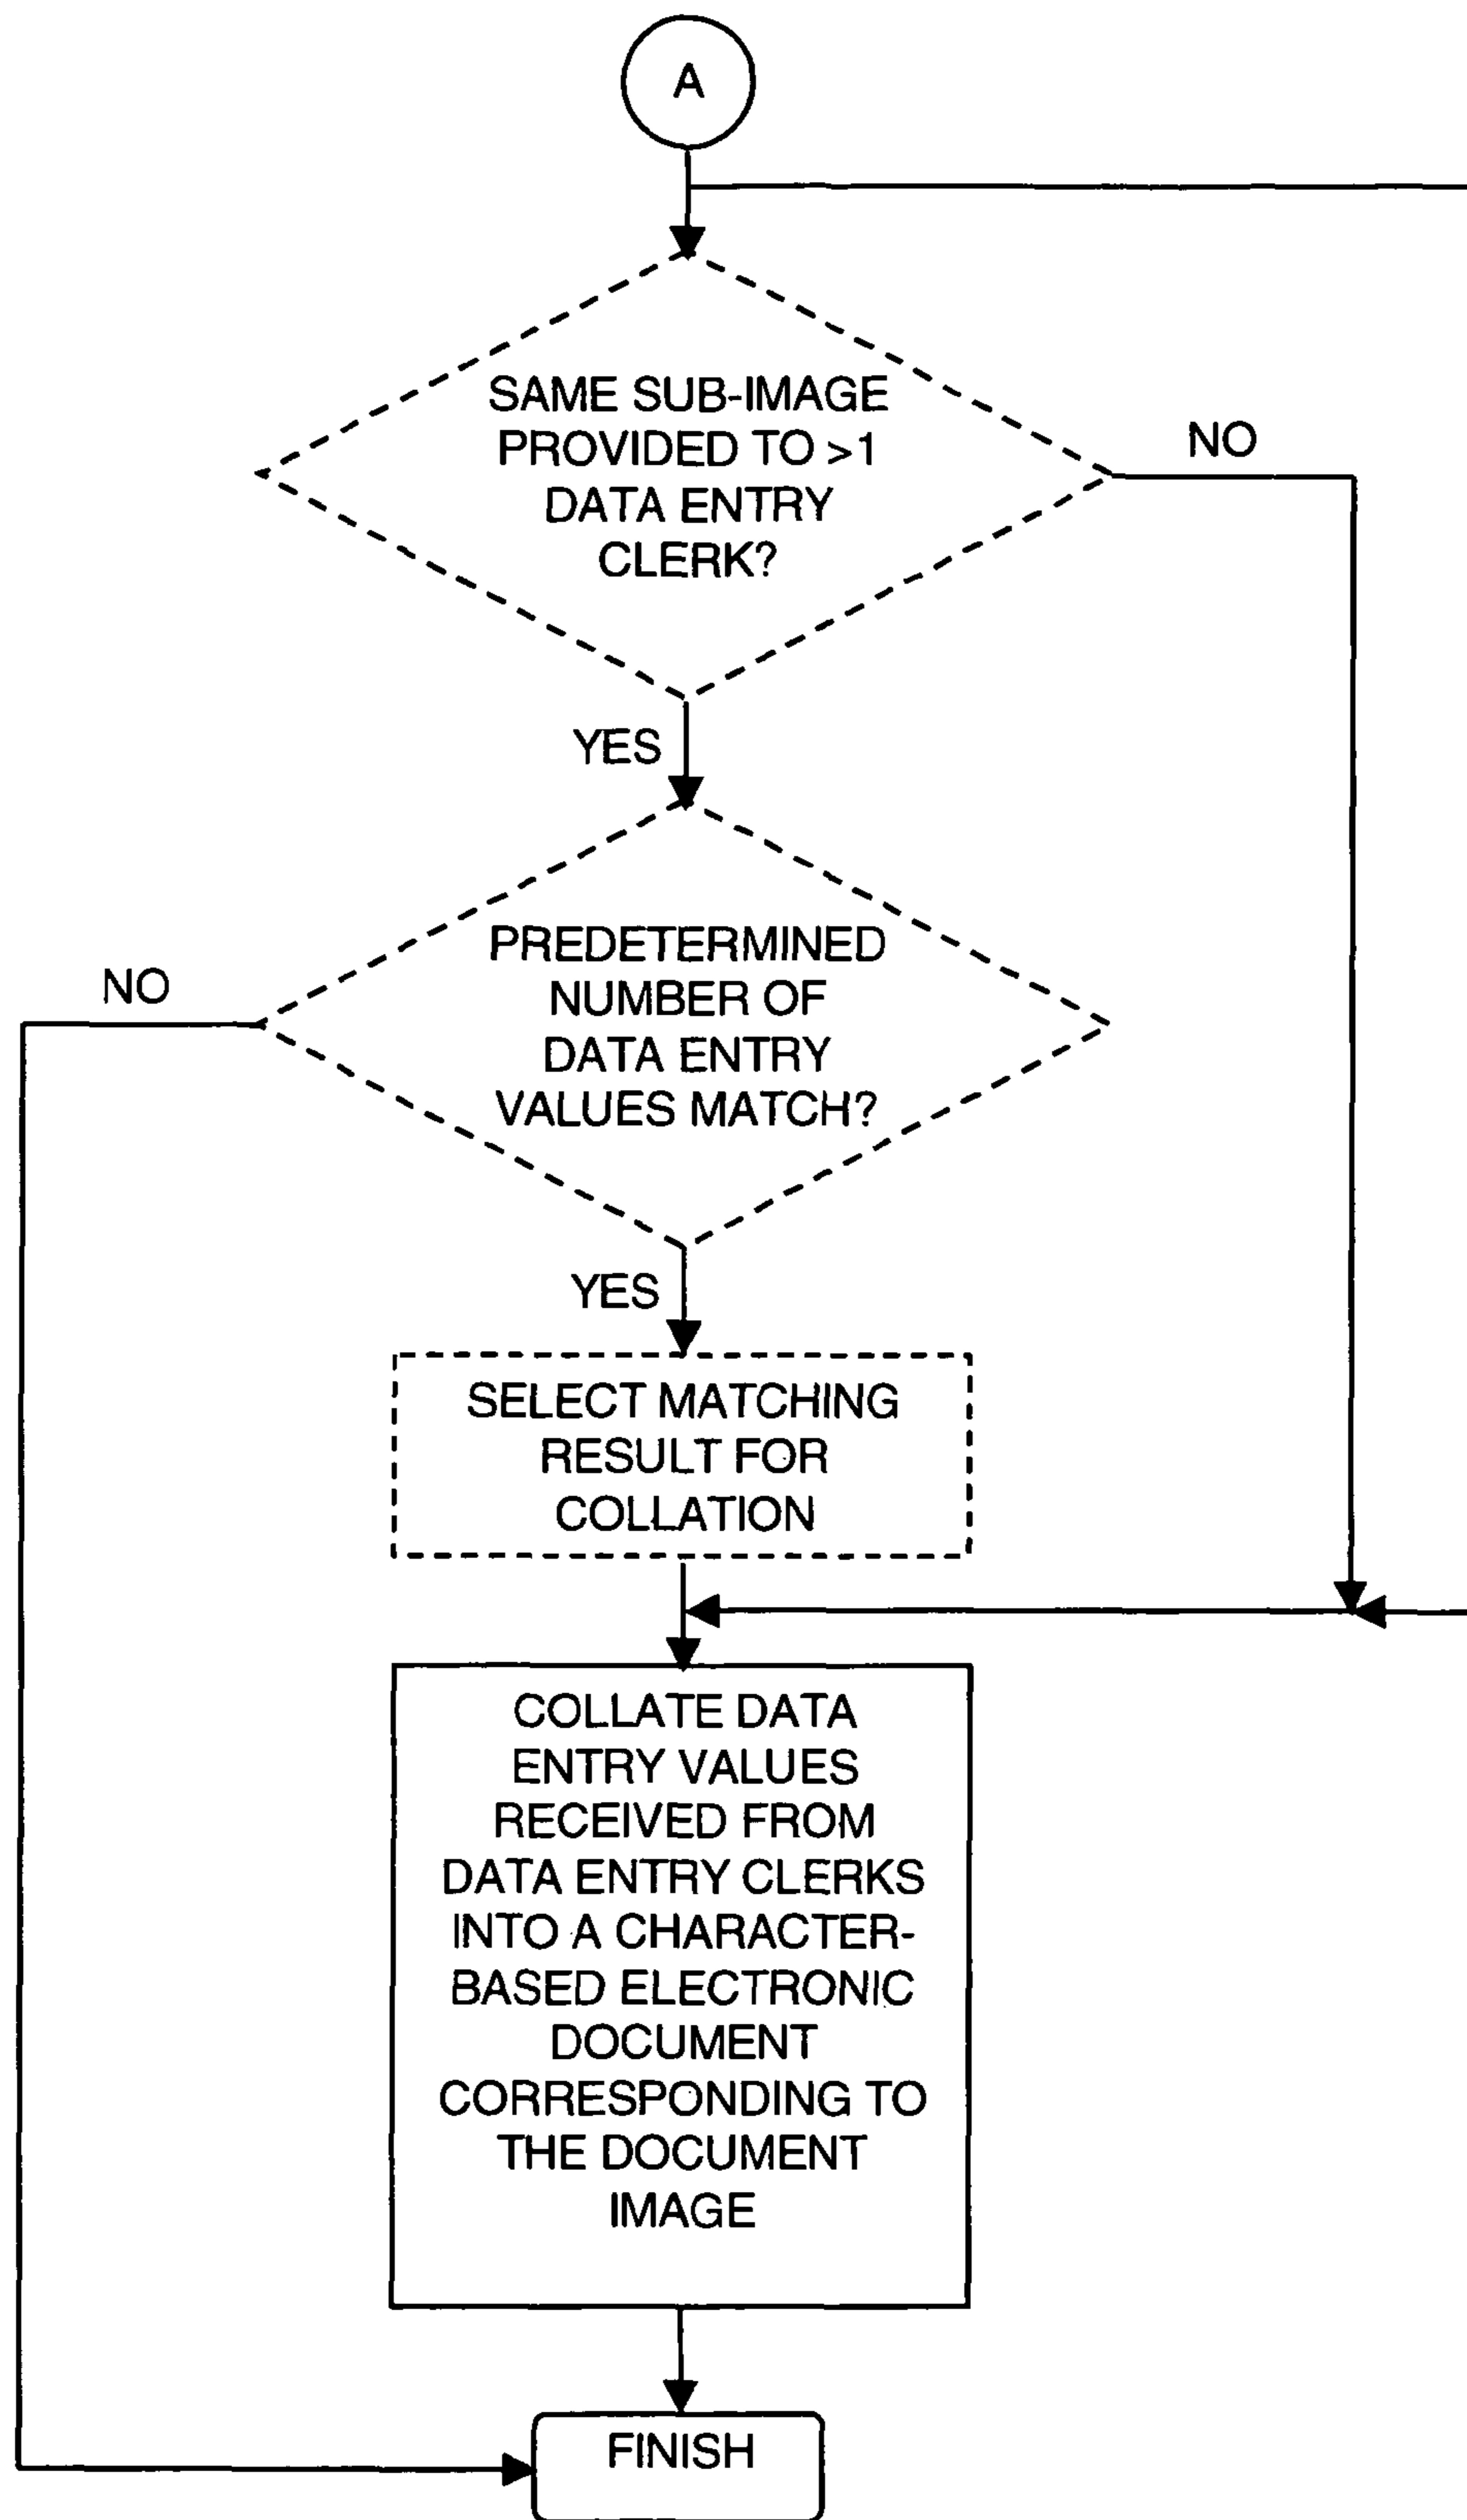 A
SAME SUB-IMAGE
PROVIDED TO >1
DATA ENTRY
CLERK?
NO
YES
PREDETERMINED
NUMBER OF
DATA ENTRY
VALUES MATCH?
NO
YES
SELECT MATCHING
RESULT FOR
COLLATION
COLLATE DATA
ENTRY VALUES
RECEIVED FROM
DATA ENTRY CLERKS
INTO A CHARACTER-
BASED ELECTRONIC
DOCUMENT
CORRESPONDING TO
THE DOCUMENT
IMAGE
FINISH